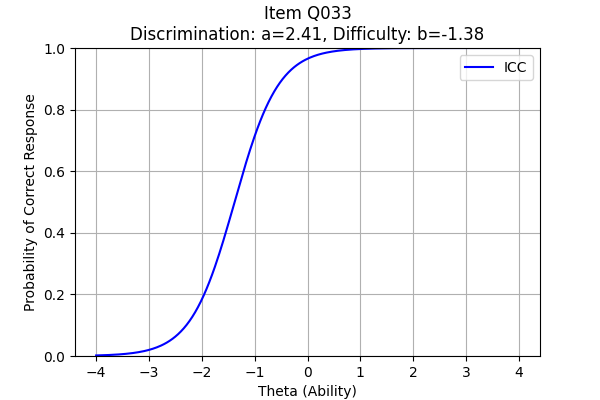 Item Q033
Discrimination: a=2.41, Difficulty: b=-1.38
ICC
Probability of Correct Response
1.0
0.8
0.6
0.4
0.2
0.0
−4 −3 −2 −1 0 1 2 3 4
Theta (Ability)